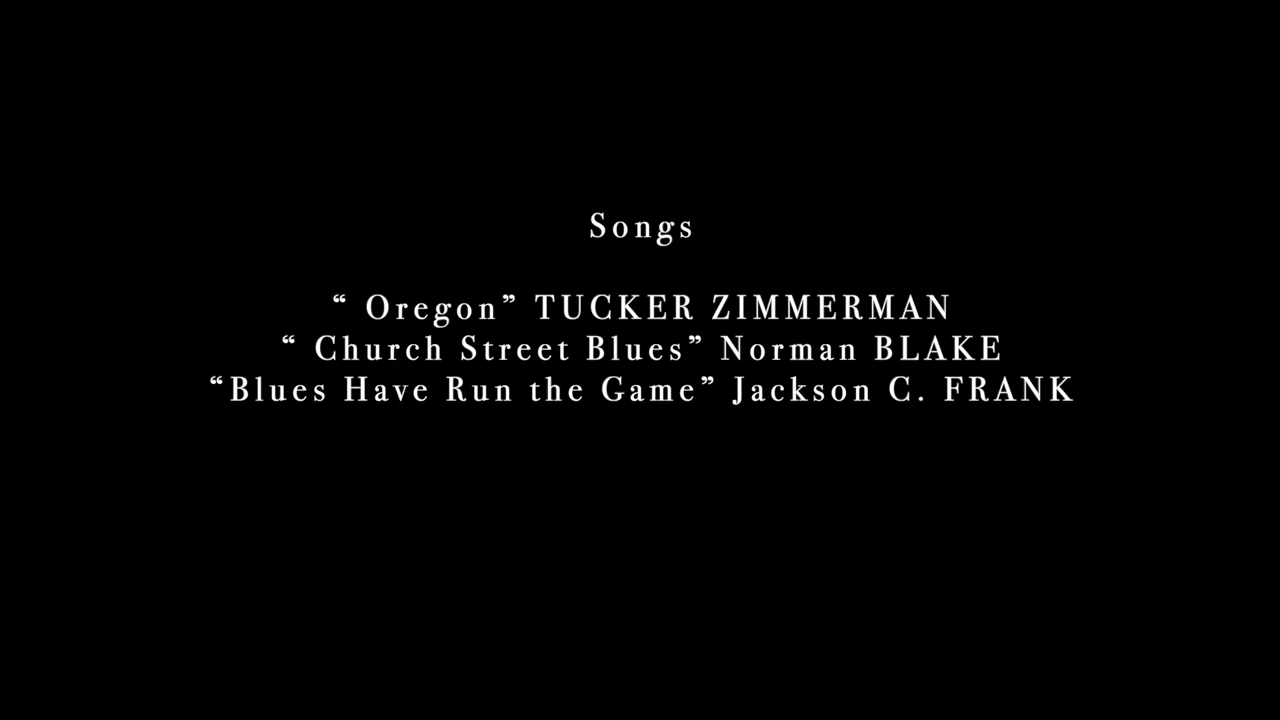 Songs
“ Oregon” TUCKER ZIMMERMAN
“ Church Street Blues” Norman BLAKE
“Blues Have Run the Game” Jackson C. FRANK